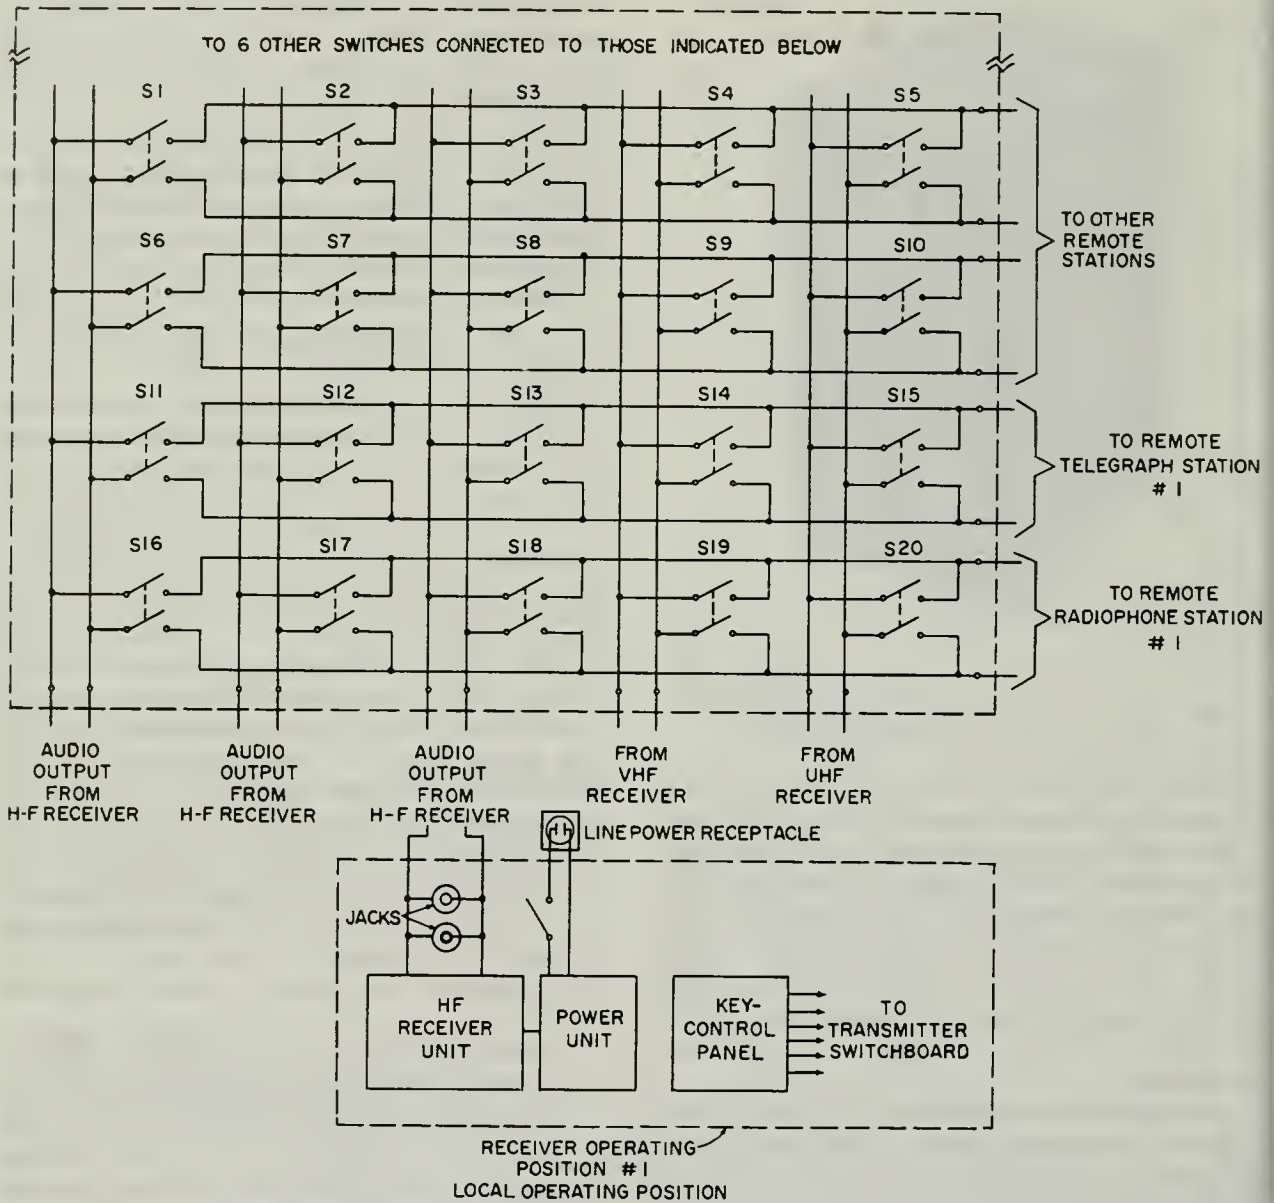 TO 6 OTHER SWITCHES CONNECTED TO THOSE INDICATED BELOW
S1 S2 S3 S4 S5
TO OTHER
REMOTE
STATIONS
S6 S7 S8 S9 S10
S11 S12 S13 S14 S15
TO REMOTE
TELEGRAPH STATION
# 1
S16 S17 S18 S19 S20
TO REMOTE
RADIOPHONE STATION
# 1
AUDIO
OUTPUT
FROM
H-F RECEIVER
AUDIO
OUTPUT
FROM
H-F RECEIVER
AUDIO
OUTPUT
FROM
H-F RECEIVER
FROM
VHF
RECEIVER
FROM
UHF
RECEIVER
LINE POWER RECEPTACLE
JACKS
HF
RECEIVER
UNIT
POWER
UNIT
KEY-
CONTROL
PANEL
TO
TRANSMITTER
SWITCHBOARD
RECEIVER OPERATING
POSITION #1
LOCAL OPERATING POSITION